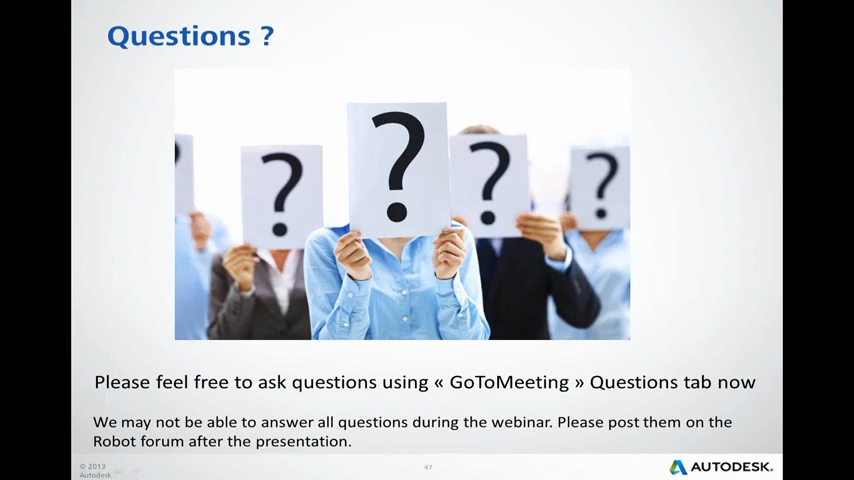 Questions ?
?
?
?
?
?
Please feel free to ask questions using « GoToMeeting » Questions tab now
We may not be able to answer all questions during the webinar. Please post them on the
Robot forum after the presentation.
© 2013
Autodesk
47
AUTODESK.